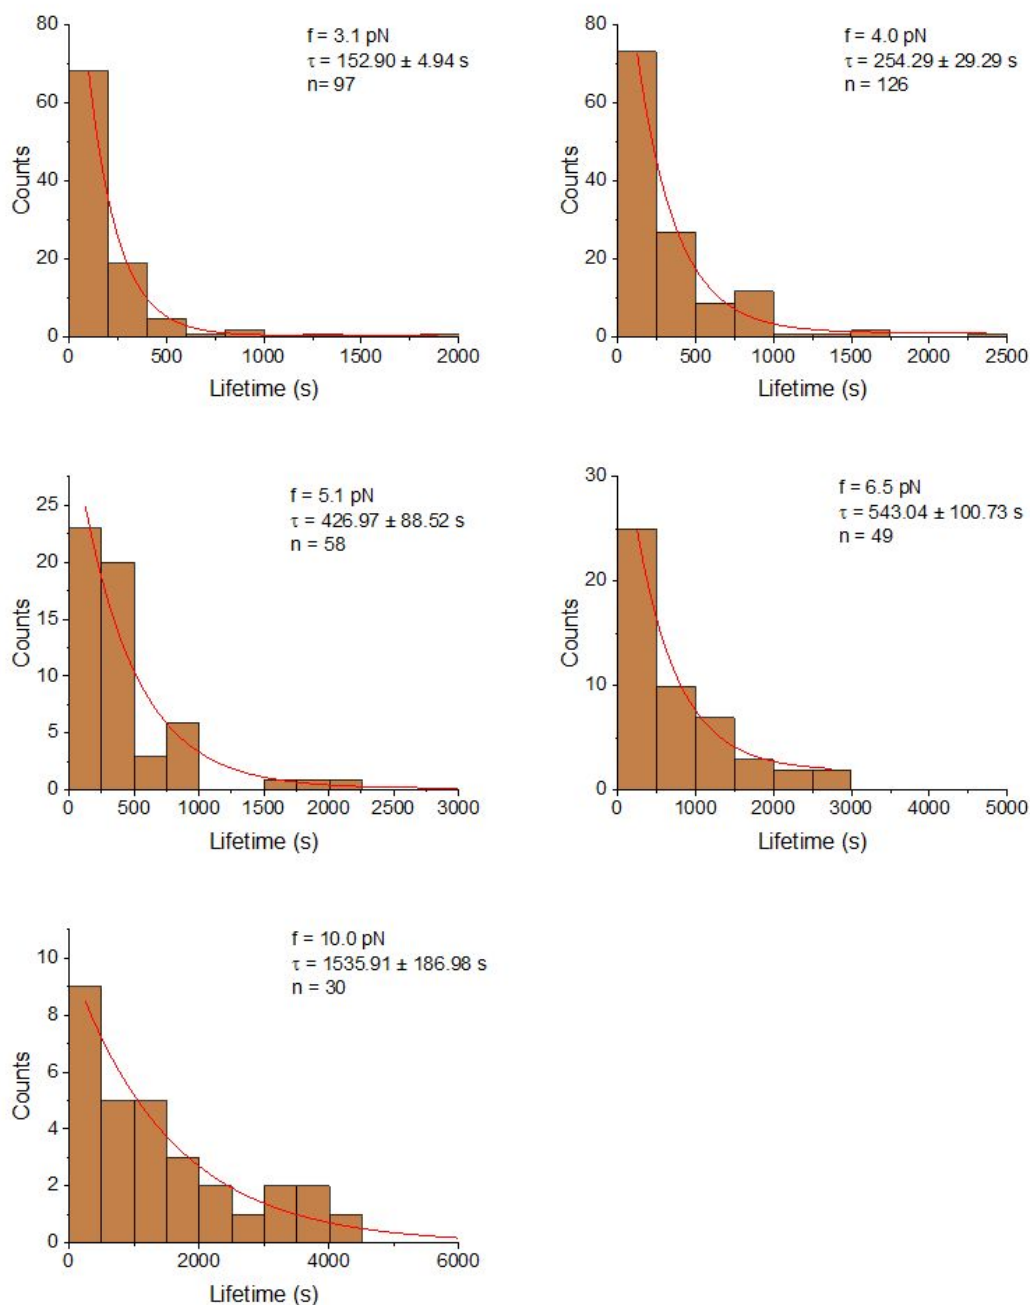 f = 3.1 pN
τ = 152.90 ± 4.94 s
n= 97
80
60
40
20
0
Counts
0 500 1000 1500 2000
Lifetime (s)
f = 4.0 pN
τ = 254.29 ± 29.29 s
n = 126
80
60
40
20
0
Counts
0 500 1000 1500 2000 2500
Lifetime (s)
f = 5.1 pN
τ = 426.97 ± 88.52 s
n = 58
25
20
15
10
5
0
Counts
0 500 1000 1500 2000 2500 3000
Lifetime (s)
f = 6.5 pN
τ = 543.04 ± 100.73 s
n = 49
30
20
10
0
Counts
0 1000 2000 3000 4000 5000
Lifetime (s)
f = 10.0 pN
τ = 1535.91 ± 186.98 s
n = 30
10
8
6
4
2
0
Counts
0 2000 4000 6000
Lifetime (s)